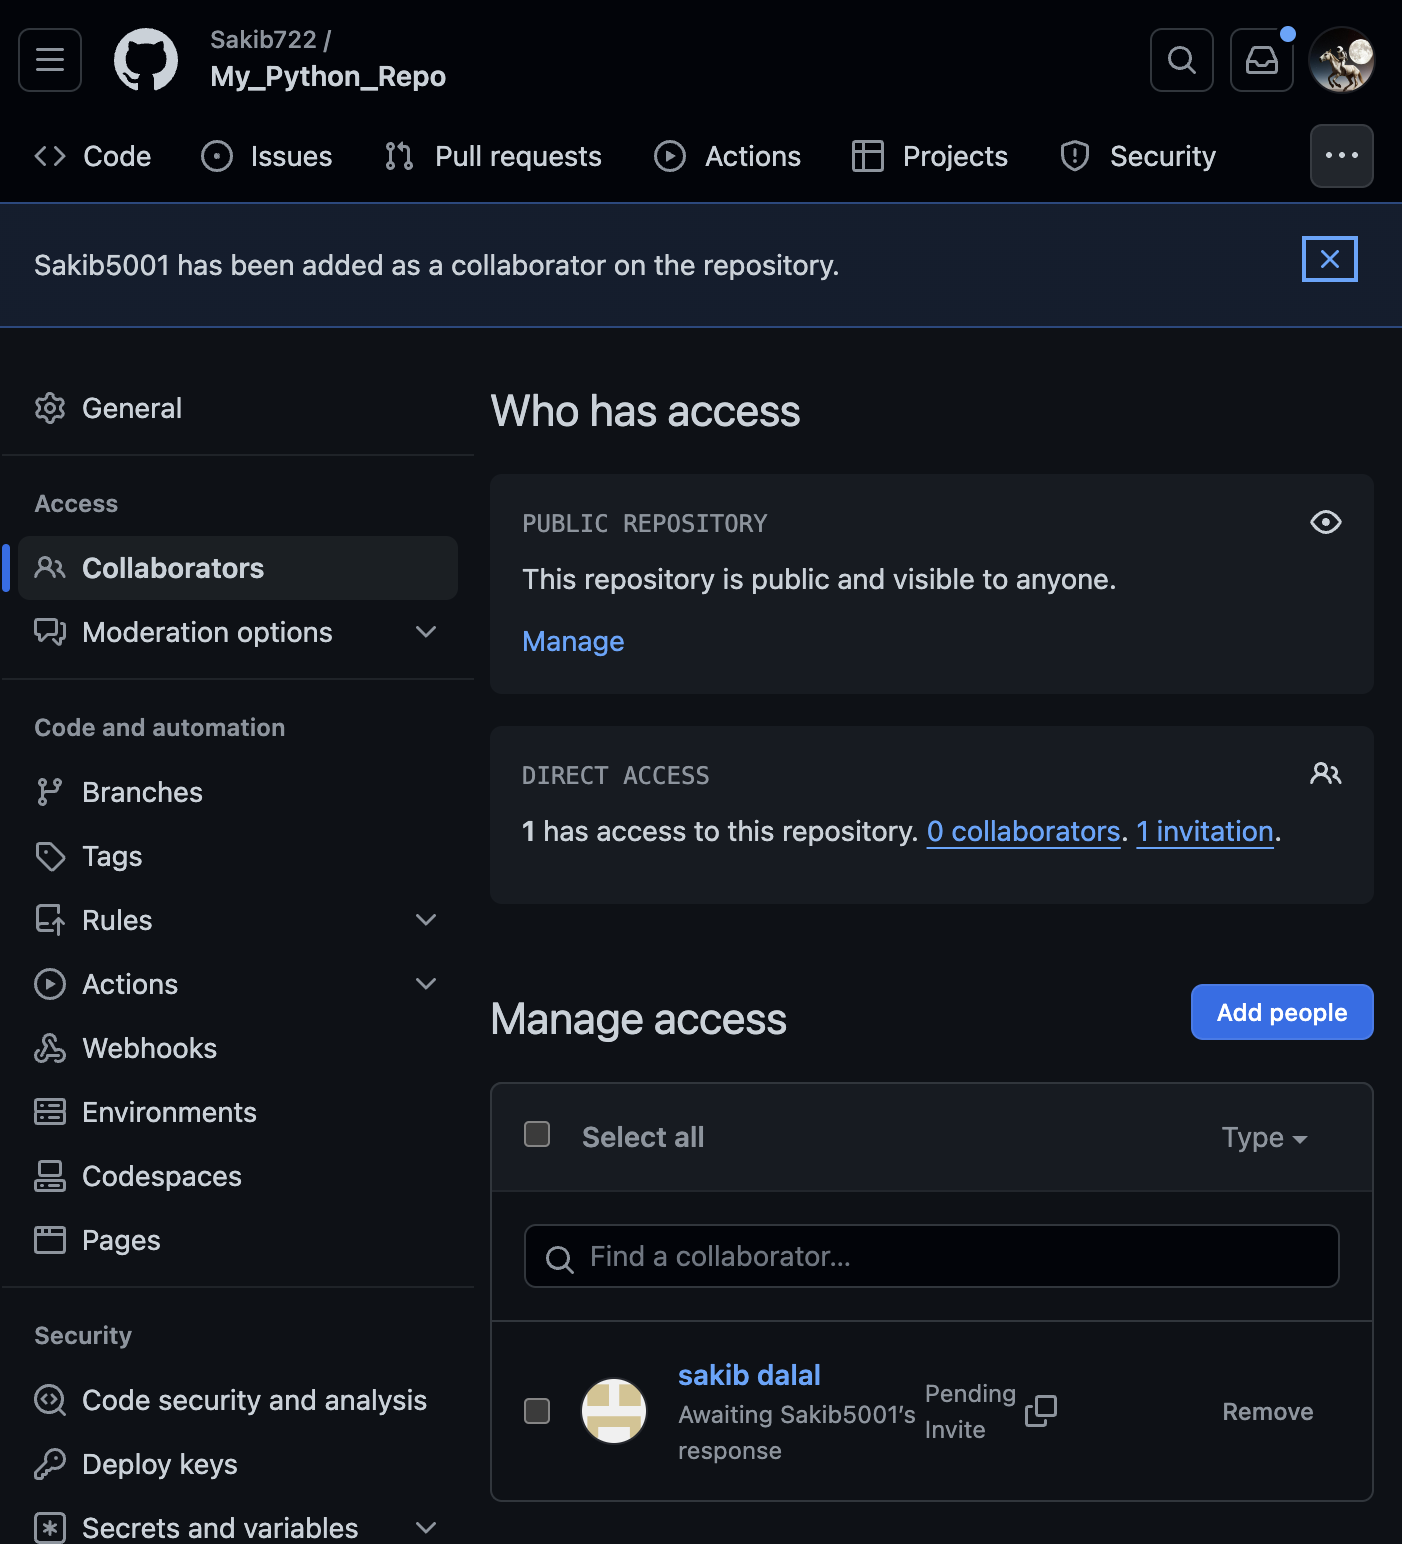 Sakib722 /
My_Python_Repo
Code
Issues
Pull requests
Actions
Projects
Security
Sakib5001 has been added as a collaborator on the repository.
General
Access
Collaborators
Moderation options
Code and automation
Branches
Tags
Rules
Actions
Webhooks
Environments
Codespaces
Pages
Security
Code security and analysis
Deploy keys
Secrets and variables
Who has access
PUBLIC REPOSITORY
This repository is public and visible to anyone.
Manage
DIRECT ACCESS
1 has access to this repository. 0 collaborators. 1 invitation.
Manage access
Add people
Select all
Type
Find a collaborator...
sakib dalal
Awaiting Sakib5001's
response
Pending
Invite
Remove